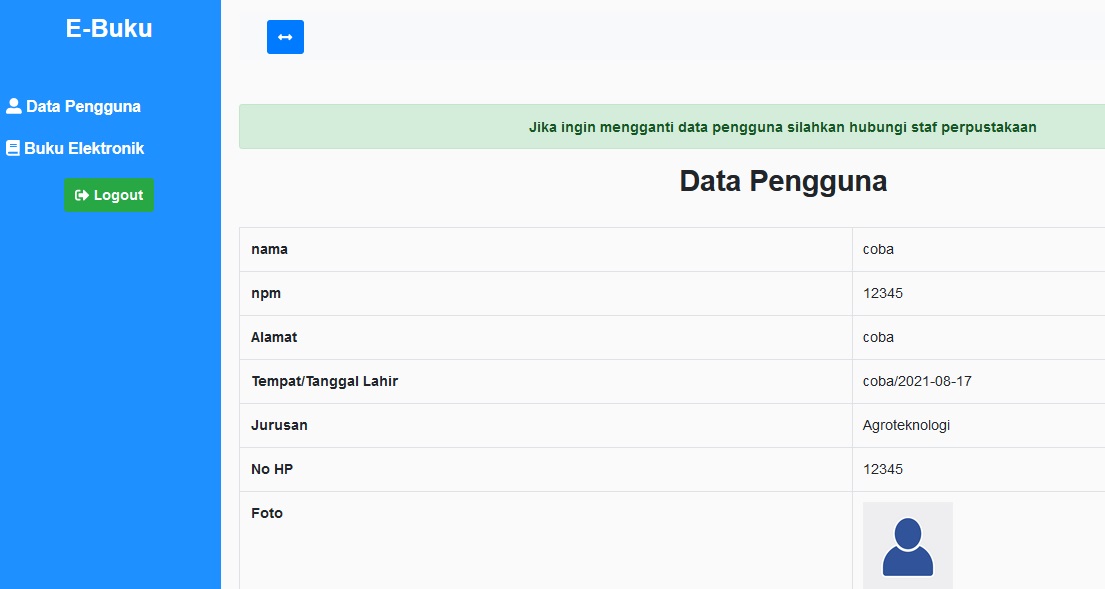 E-Buku
Data Pengguna
Buku Elektronik
Logout
Jika ingin mengganti data pengguna silahkan hubungi staf perpustakaan
Data Pengguna
nama coba
npm 12345
Alamat coba
Tempat/Tanggal Lahir coba/2021-08-17
Jurusan Agroteknologi
No HP 12345
Foto